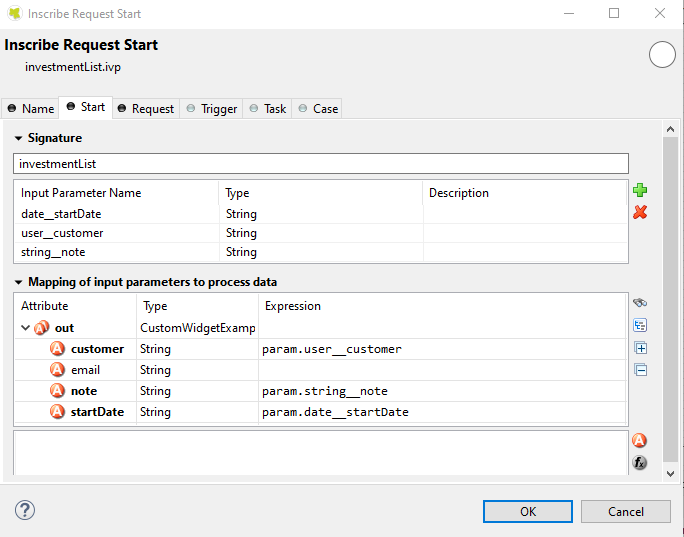 Inscribe Request Start
Inscribe Request Start
investmentList.ivp
Name Start Request Trigger Task Case
Signature
investmentList
Input Parameter Name Type Description
date__startDate String
user__customer String
string__note String
Mapping of input parameters to process data
Attribute Type Expression
out CustomWidgetExamp
customer String param.user__customer
email String
note String param.string__note
startDate String param.date__startDate
OK Cancel